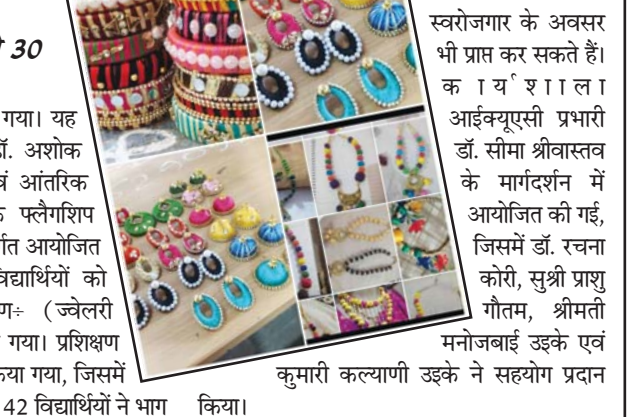 30
गया। यह
डॉ. अशोक
आंतरिक
फ्लैगशिप
आयोजित
विद्यार्थियों को
(ज्वेलरी
गया। प्रशिक्षण
गया, जिसमें
42 विद्यार्थियों ने भाग
स्वरोजगार के अवसर
भी प्राप्त कर सकते हैं।
कार्यशाला
आईक्यूएसी प्रभारी
डॉ. सीमा श्रीवास्तव
के मार्गदर्शन में
आयोजित की गई,
जिसमें डॉ. रचना
कोरी, सुश्री प्राशु
गौतम, श्रीमती
मनोजबाई उइके एवं
कुमारी कल्याणी उइके ने सहयोग प्रदान
किया।